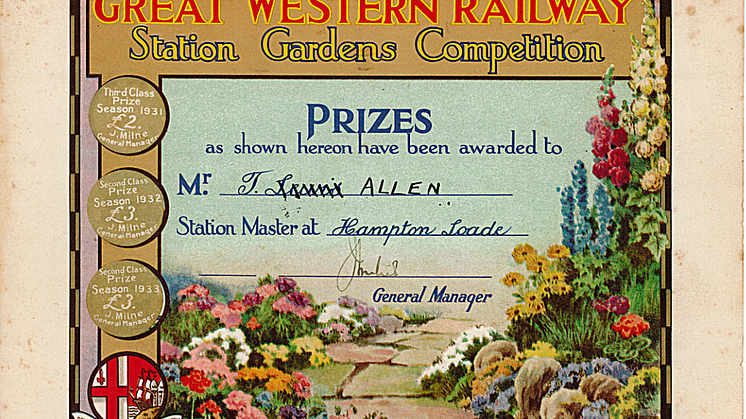 GREAT WESTERN RAILWAY
Station Gardens Competition
Third Class
Prize
Season 1931
£2.
J. Milne
General Manager
Second Class
Prize
Season 1932
£3.
J. Milne
General Manager
Second Class
Prize
Season 1933
£3.
J. Milne
General Manager
PRIZES
as shown hereon have been awarded to
Mr. T. ALLEN
Station Master at Hampton Loade
General Manager